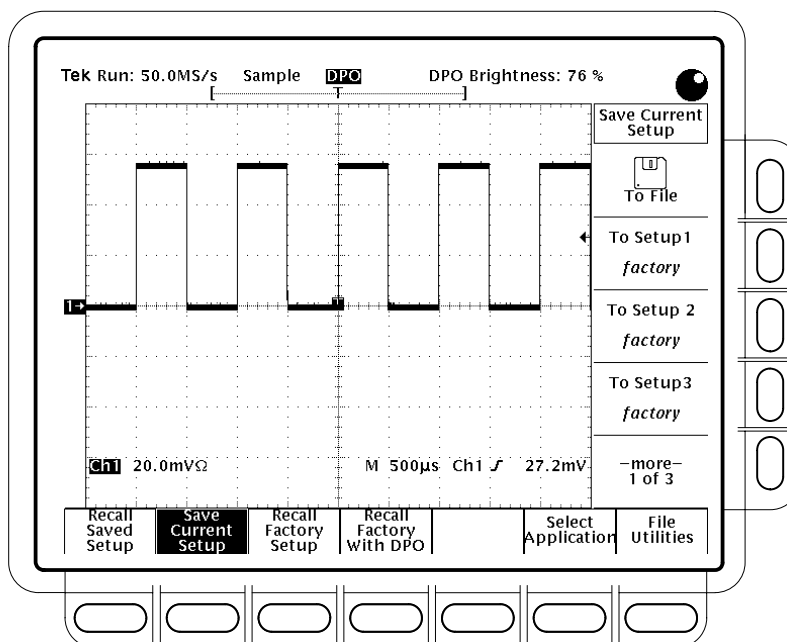 Tek Run: 50.0MS/s Sample DPO DPO Brightness: 76 %
T
Save Current
Setup
To File
To Setup1
factory
To Setup 2
factory
To Setup3
factory
-more-
1 of 3
1
T
Ch1 20.0mVΩ M 500µs Ch1 27.2mV
Recall
Saved
Setup
Save
Current
Setup
Recall
Factory
Setup
Recall
Factory
With DPO
Select
Application
File
Utilities